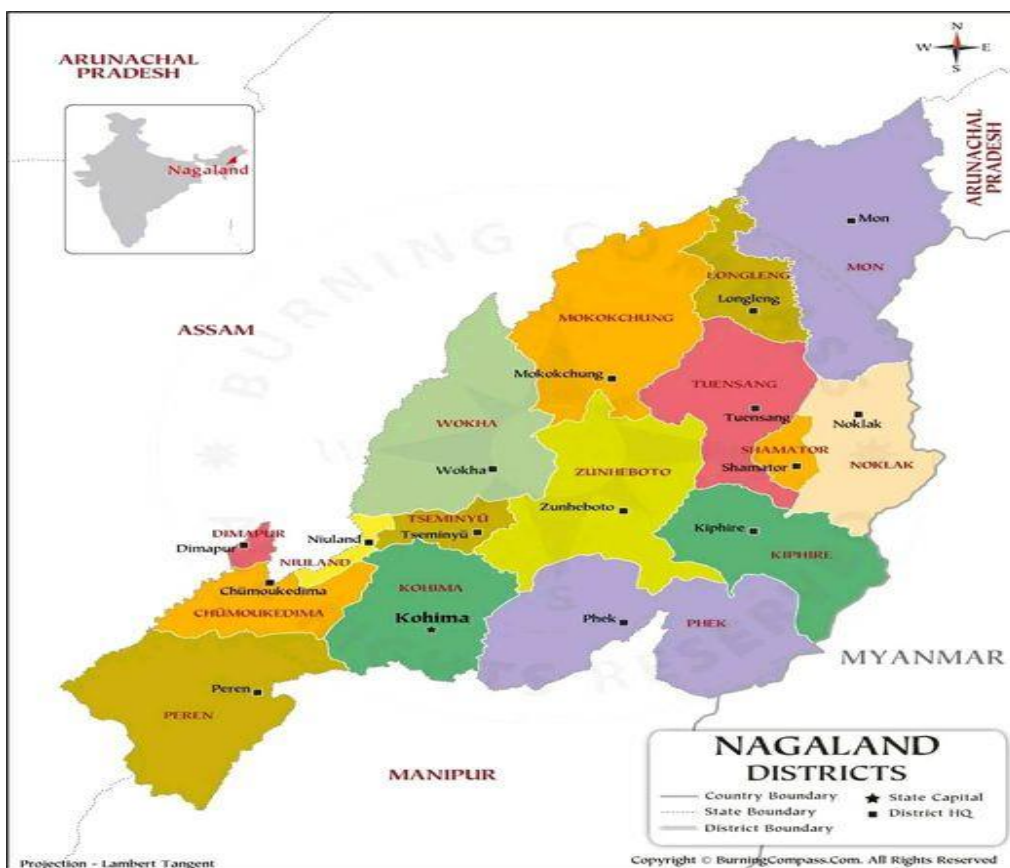 N
W E
S
ARUNACHAL
PRADESH
Nagaland
ARUNACHAL
PRADESH
Mon
MON
LONGLENG
Longleng
MOKOKCHUNG
ASSAM
Mokokchung
TUENSANG
Tuensang
Noklak
WOKHA
SHAMATOR
Shamator
NOKLAK
ZUNHEBOTO
Wokha
Zunheboto
TSEMINYÜ
Tseminyü
Kiphire
KIPHIRE
DIMAPUR
Dimapur
Niuland
NIULAND
Chümoukedima
CHÜMOUKEDIMA
KOHIMA
Kohima
Phek
PHEK
MYANMAR
Peren
PEREN
MANIPUR
NAGALAND
DISTRICTS
Country Boundary
State Boundary
District Boundary
State Capital
District HQ
Projection - Lambert Tangent
Copyright © BurningCompass.Com. All Rights Reserved